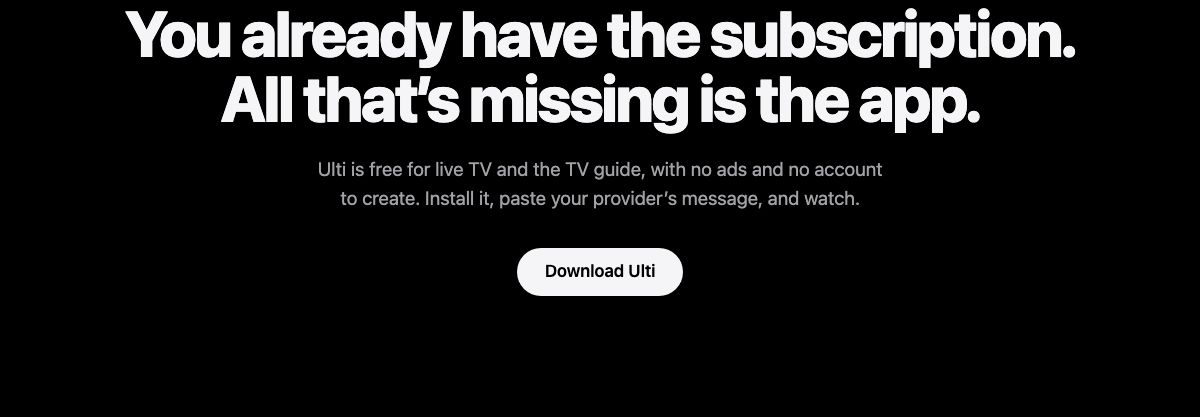 You already have the subscription.
All that’s missing is the app.
Ulti is free for live TV and the TV guide, with no ads and no account
to create. Install it, paste your provider’s message, and watch.
Download Ulti